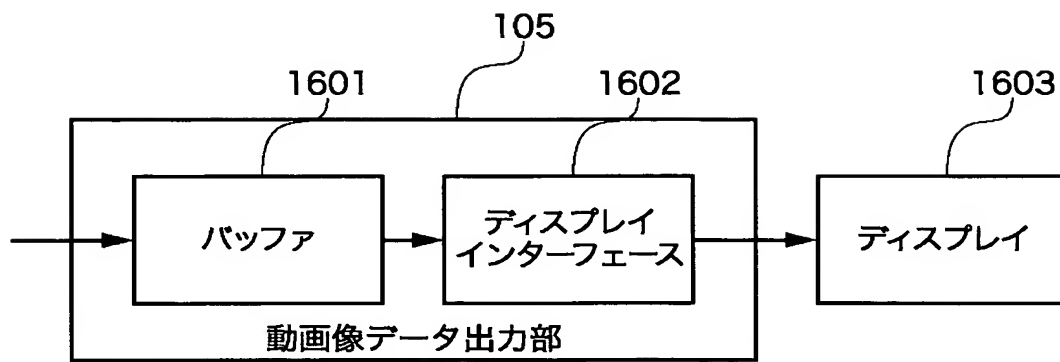 105
1601
1602
1603
バッファ
ディスプレイ
インターフェース
ディスプレイ
動画像データ出力部